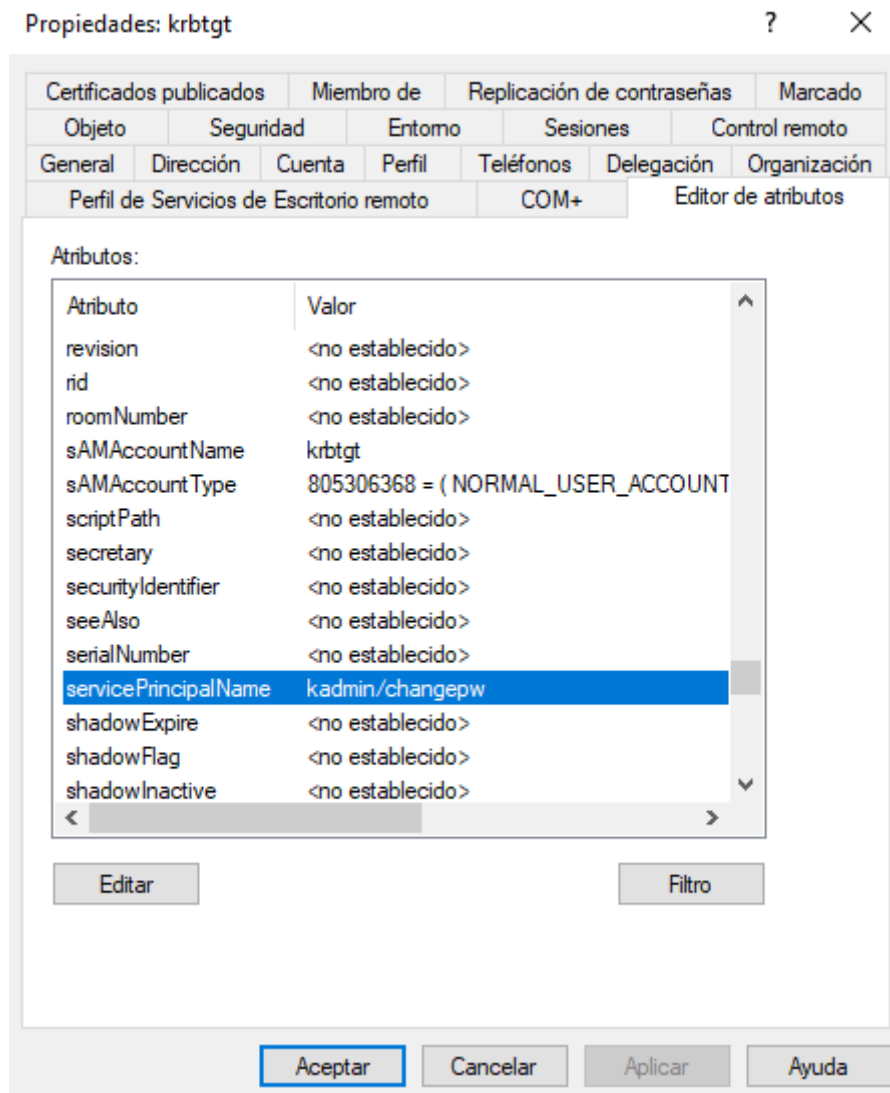 Propiedades: krbtgt ?
Certificados publicados Miembro de Replicación de contraseñas Marcado
Objeto Seguridad Entorno Sesiones Control remoto
General Dirección Cuenta Perfil Teléfonos Delegación Organización
Perfil de Servicios de Escritorio remoto COM+ Editor de atributos
Atributos:
Atributo Valor
revision <no establecido>
rid <no establecido>
roomNumber <no establecido>
sAMAccountName krbtgt
sAMAccountType 805306368 = ( NORMAL_USER_ACCOUNT
scriptPath <no establecido>
secretary <no establecido>
securityIdentifier <no establecido>
seeAlso <no establecido>
serialNumber <no establecido>
servicePrincipalName kadmin/changepw
shadowExpire <no establecido>
shadowFlag <no establecido>
shadowInactive <no establecido>
Editar Filtro
Aceptar Cancelar Aplicar Ayuda